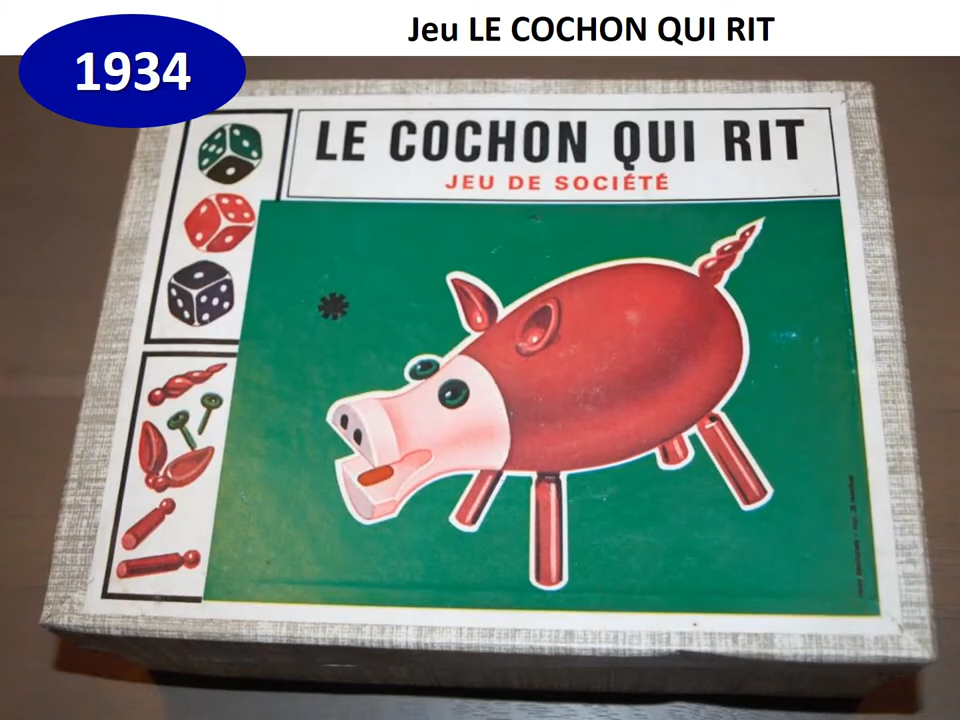 Jeu LE COCHON QUI RIT
1934
LE COCHON QUI RIT
JEU DE SOCIÉTÉ